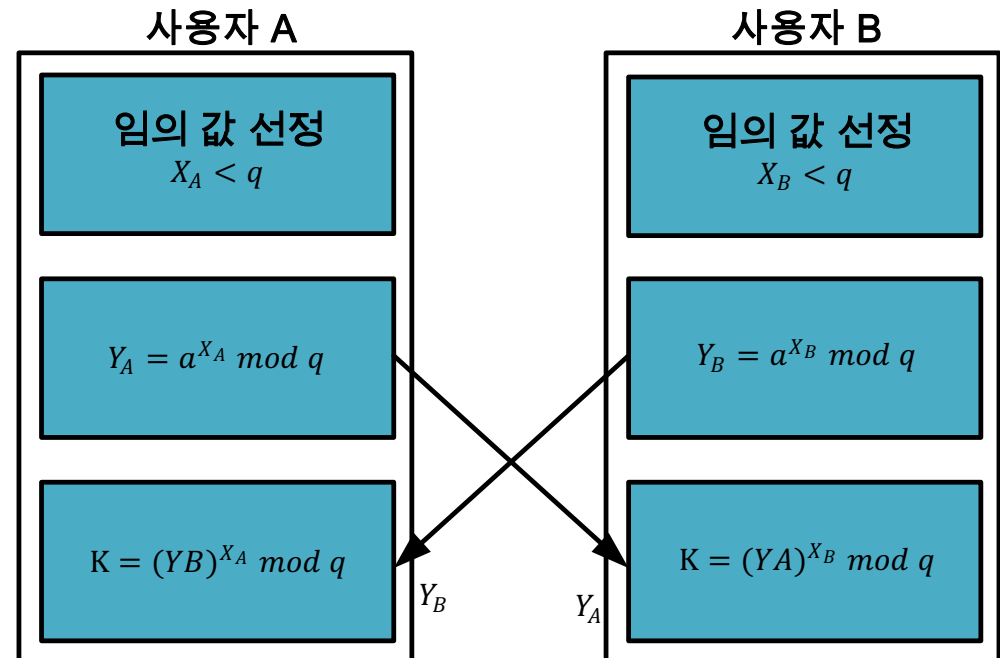 사용자 A
임의 값 선정
X_A < q
Y_A = a^{X_A} mod q
K = (YB)^{X_A} mod q
Y_B
사용자 B
임의 값 선정
X_B < q
Y_B = a^{X_B} mod q
K = (YA)^{X_B} mod q
Y_A